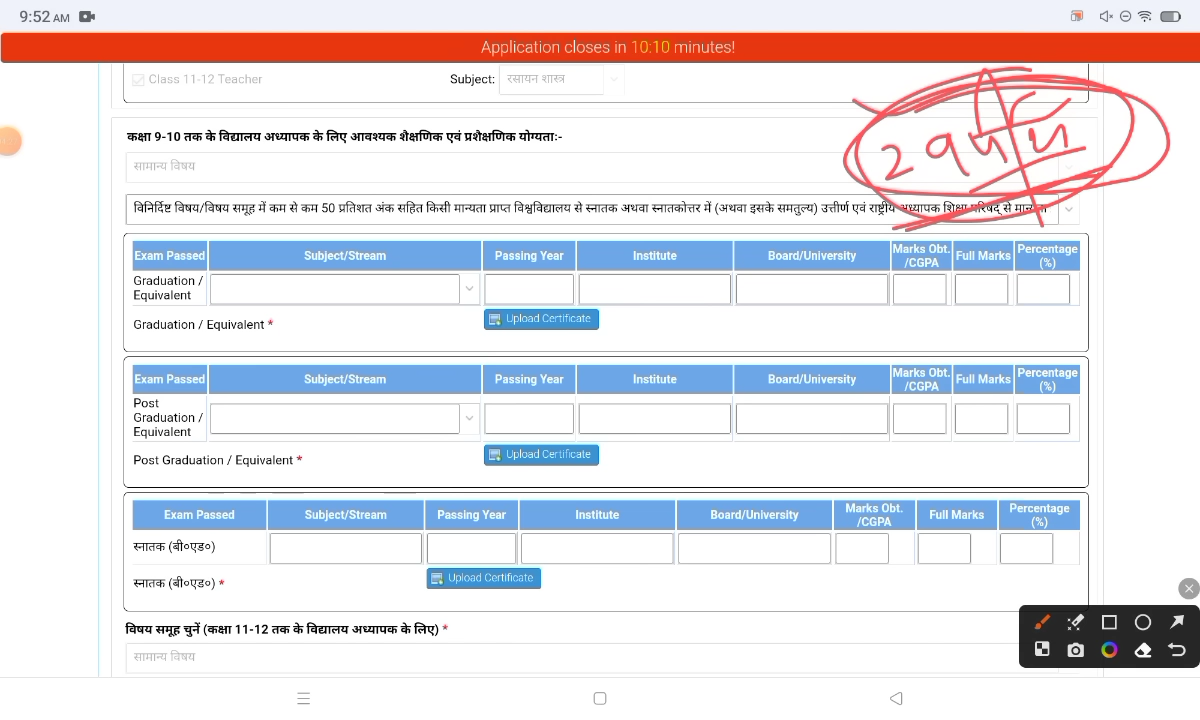 9:52 AM
Application closes in 10:10 minutes!
Class 11-12 Teacher Subject: रसायन शास्त्र
कक्षा 9-10 तक के विद्यालय अध्यापक के लिए आवश्यक शैक्षणिक एवं प्रशैक्षणिक योग्यताः-
सामान्य विषय
विनिर्दिष्ट विषय/विषय समूह में कम से कम 50 प्रतिशत अंक सहित किसी मान्यता प्राप्त विश्वविद्यालय से स्नातक अथवा स्नातकोत्तर में (अथवा इसके समतुल्य) उत्तीर्ण एवं राष्ट्रीय अध्यापक शिक्षा परिषद् से मान्यता
Exam Passed Subject/Stream Passing Year Institute Board/University Marks Obt. /CGPA Full Marks Percentage (%)
Graduation / Equivalent
Graduation / Equivalent * Upload Certificate
Exam Passed Subject/Stream Passing Year Institute Board/University Marks Obt. /CGPA Full Marks Percentage (%)
Post Graduation / Equivalent
Post Graduation / Equivalent * Upload Certificate
Exam Passed Subject/Stream Passing Year Institute Board/University Marks Obt. /CGPA Full Marks Percentage (%)
स्नातक (बी०एड०)
स्नातक (बी०एड०) * Upload Certificate
विषय समूह चुनें (कक्षा 11-12 तक के विद्यालय अध्यापक के लिए) *
सामान्य विषय